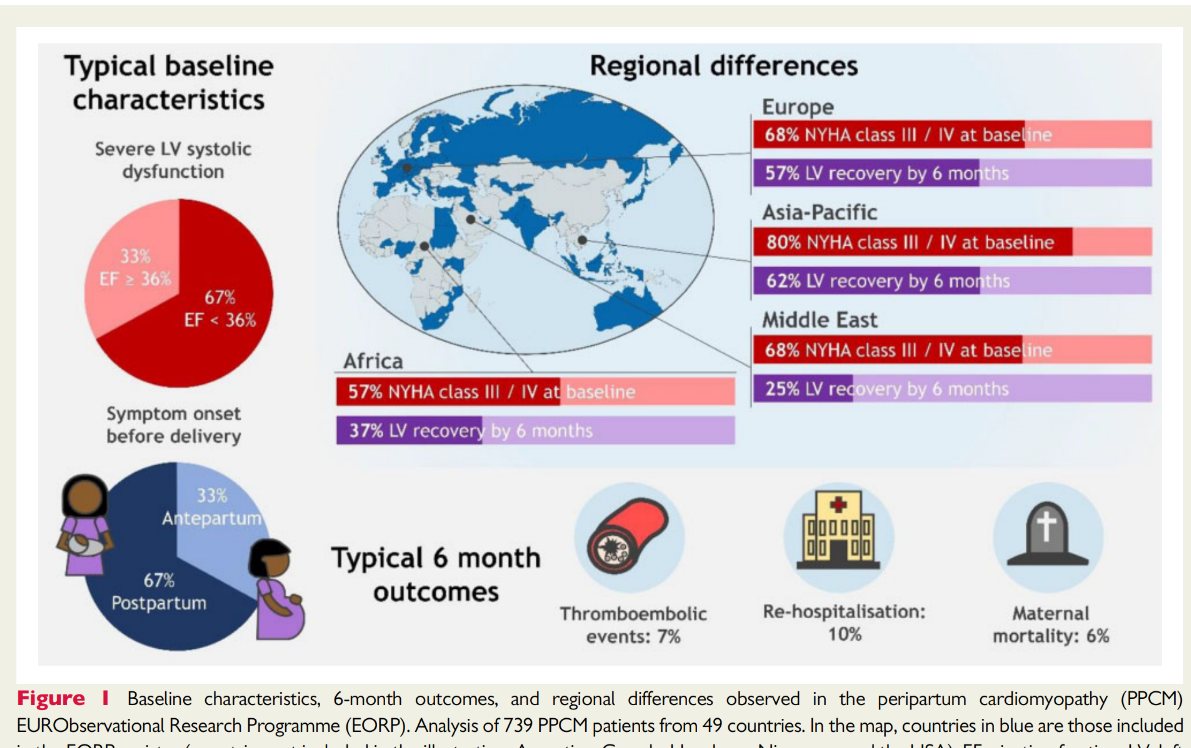 Typical baseline
characteristics
Severe LV systolic
dysfunction
33%
EF ≥ 36%
67%
EF < 36%
Symptom onset
before delivery
33%
Antepartum
67%
Postpartum
Regional differences
Europe
68% NYHA class III / IV at baseline
57% LV recovery by 6 months
Asia-Pacific
80% NYHA class III / IV at baseline
62% LV recovery by 6 months
Middle East
68% NYHA class III / IV at baseline
25% LV recovery by 6 months
Africa
57% NYHA class III / IV at baseline
37% LV recovery by 6 months
Typical 6 month
outcomes
Thromboembolic
events: 7%
Re-hospitalisation:
10%
Maternal
mortality: 6%
Figure 1 Baseline characteristics, 6-month outcomes, and regional differences observed in the peripartum cardiomyopathy (PPCM)
EURObservational Research Programme (EORP). Analysis of 739 PPCM patients from 49 countries. In the map, countries in blue are those included